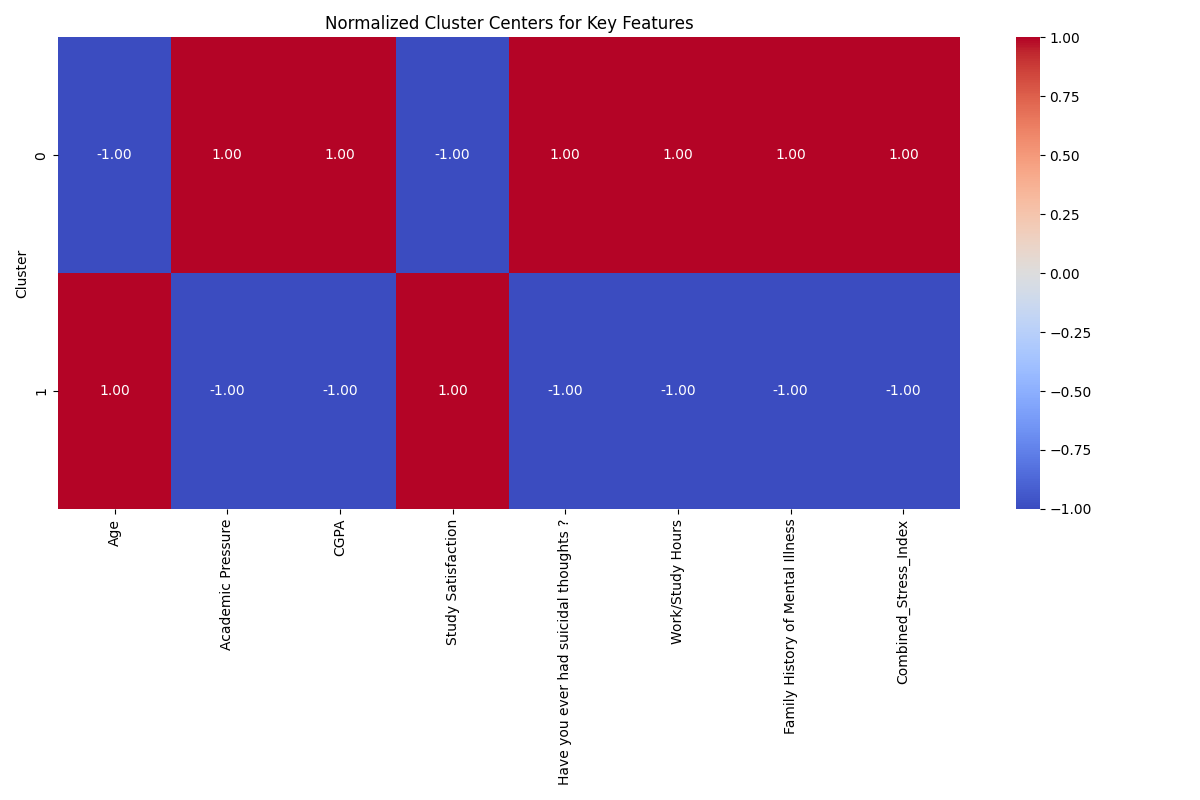 Normalized Cluster Centers for Key Features
Cluster
0
-1.00 1.00 1.00 -1.00 1.00 1.00 1.00 1.00
1
1.00 -1.00 -1.00 1.00 -1.00 -1.00 -1.00 -1.00
Age
Academic Pressure
CGPA
Study Satisfaction
Have you ever had suicidal thoughts ?
Work/Study Hours
Family History of Mental Illness
Combined_Stress_Index
1.00
0.75
0.50
0.25
0.00
−0.25
−0.50
−0.75
−1.00